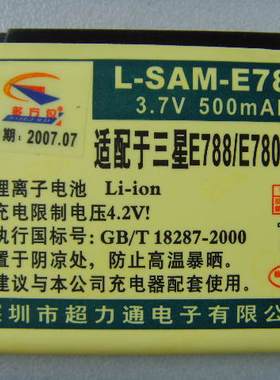 L-SAM-E78
3.7V 500mA
期: 2007.07
适配于三星E788/E780
锂离子电池 Li-ion
充电限制电压4.2V!
执行国标号: GB/T 18287-2000
置于阴凉处、防止高温暴晒。
建议与本公司充电器配套使用。
深圳市超力通电子有限